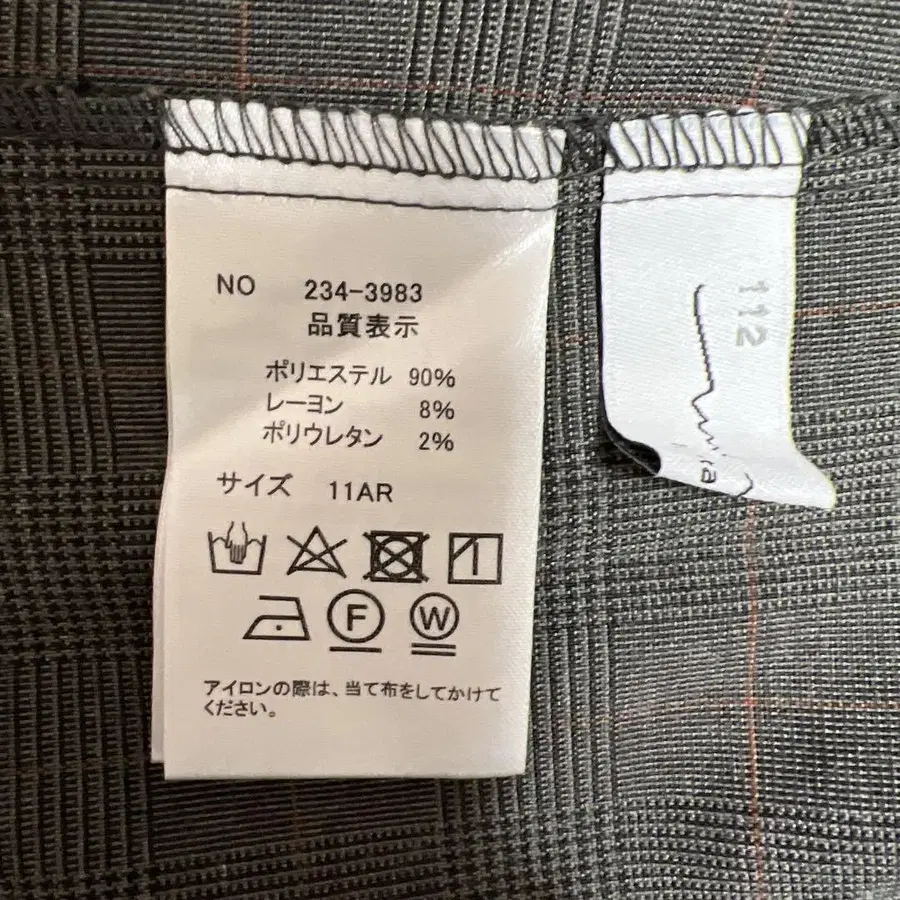 NO 234-3983
品質表示
ポリエステル 90%
レーヨン 8%
ポリウレタン 2%
サイズ 11AR
F W
アイロンの際は、当て布をしてかけて
ください。
112